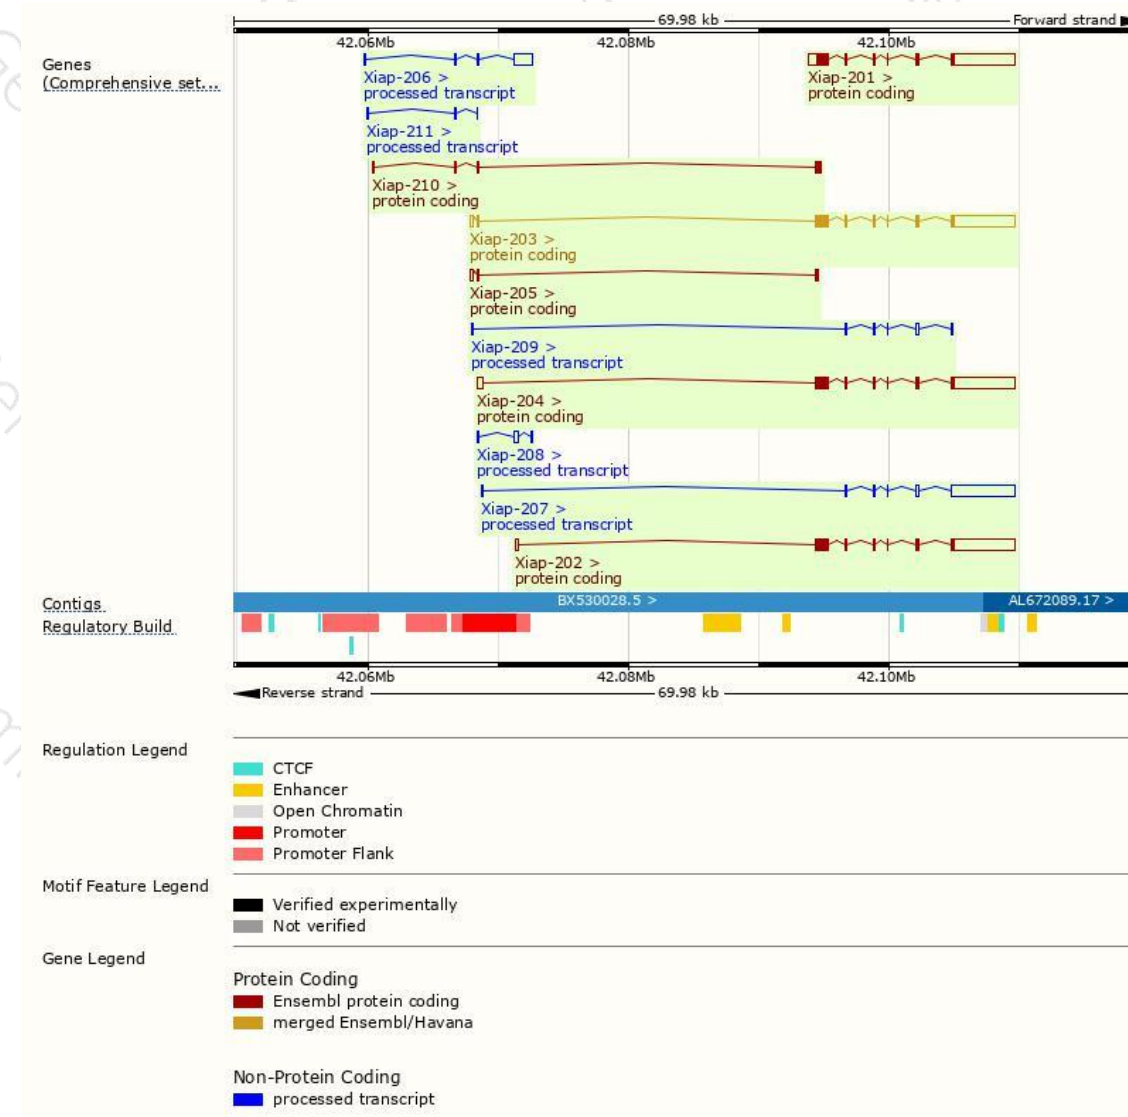 69.98 kb
Forward strand
42.06Mb 42.08Mb 42.10Mb
Genes
(Comprehensive set...
Xiap-206 >
processed transcript
Xiap-201 >
protein coding
Xiap-211 >
processed transcript
Xiap-210 >
protein coding
Xiap-203 >
protein coding
Xiap-205 >
protein coding
Xiap-209 >
processed transcript
Xiap-204 >
protein coding
Xiap-208 >
processed transcript
Xiap-207 >
processed transcript
Xiap-202 >
protein coding
Contigs
BX530028.5 >
AL672089.17 >
Regulatory Build
42.06Mb 42.08Mb 42.10Mb
Reverse strand
69.98 kb
Regulation Legend
CTCF
Enhancer
Open Chromatin
Promoter
Promoter Flank
Motif Feature Legend
Verified experimentally
Not verified
Gene Legend
Protein Coding
Ensembl protein coding
merged Ensembl/Havana
Non-Protein Coding
processed transcript